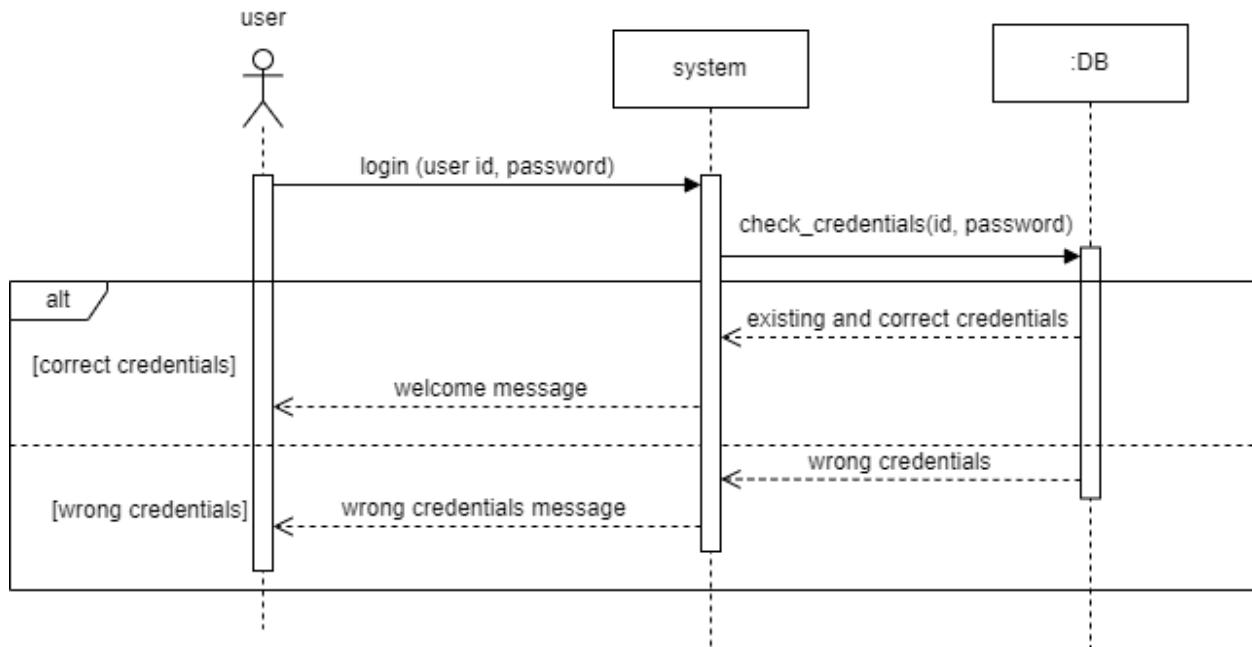 user
system
:DB
login (user id, password)
check_credentials(id, password)
alt
existing and correct credentials
[correct credentials]
welcome message
wrong credentials
[wrong credentials]
wrong credentials message